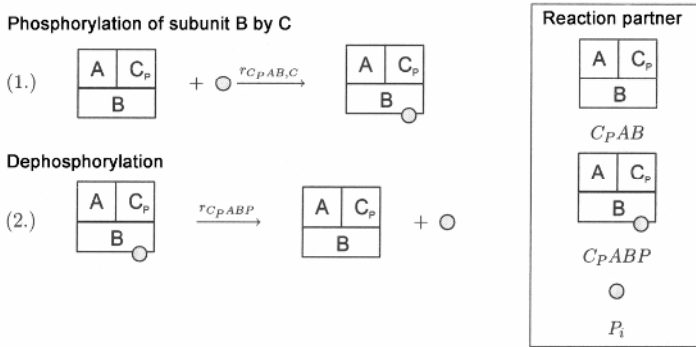 Phosphorylation of subunit B by C
Reaction partner
(1.) A C_P B + r_{C_P AB,C} A C_P B
A C_P B
C_P AB
Dephosphorylation
(2.) A C_P B r_{C_P ABP} A C_P B +
A C_P B
C_P ABP
P_i